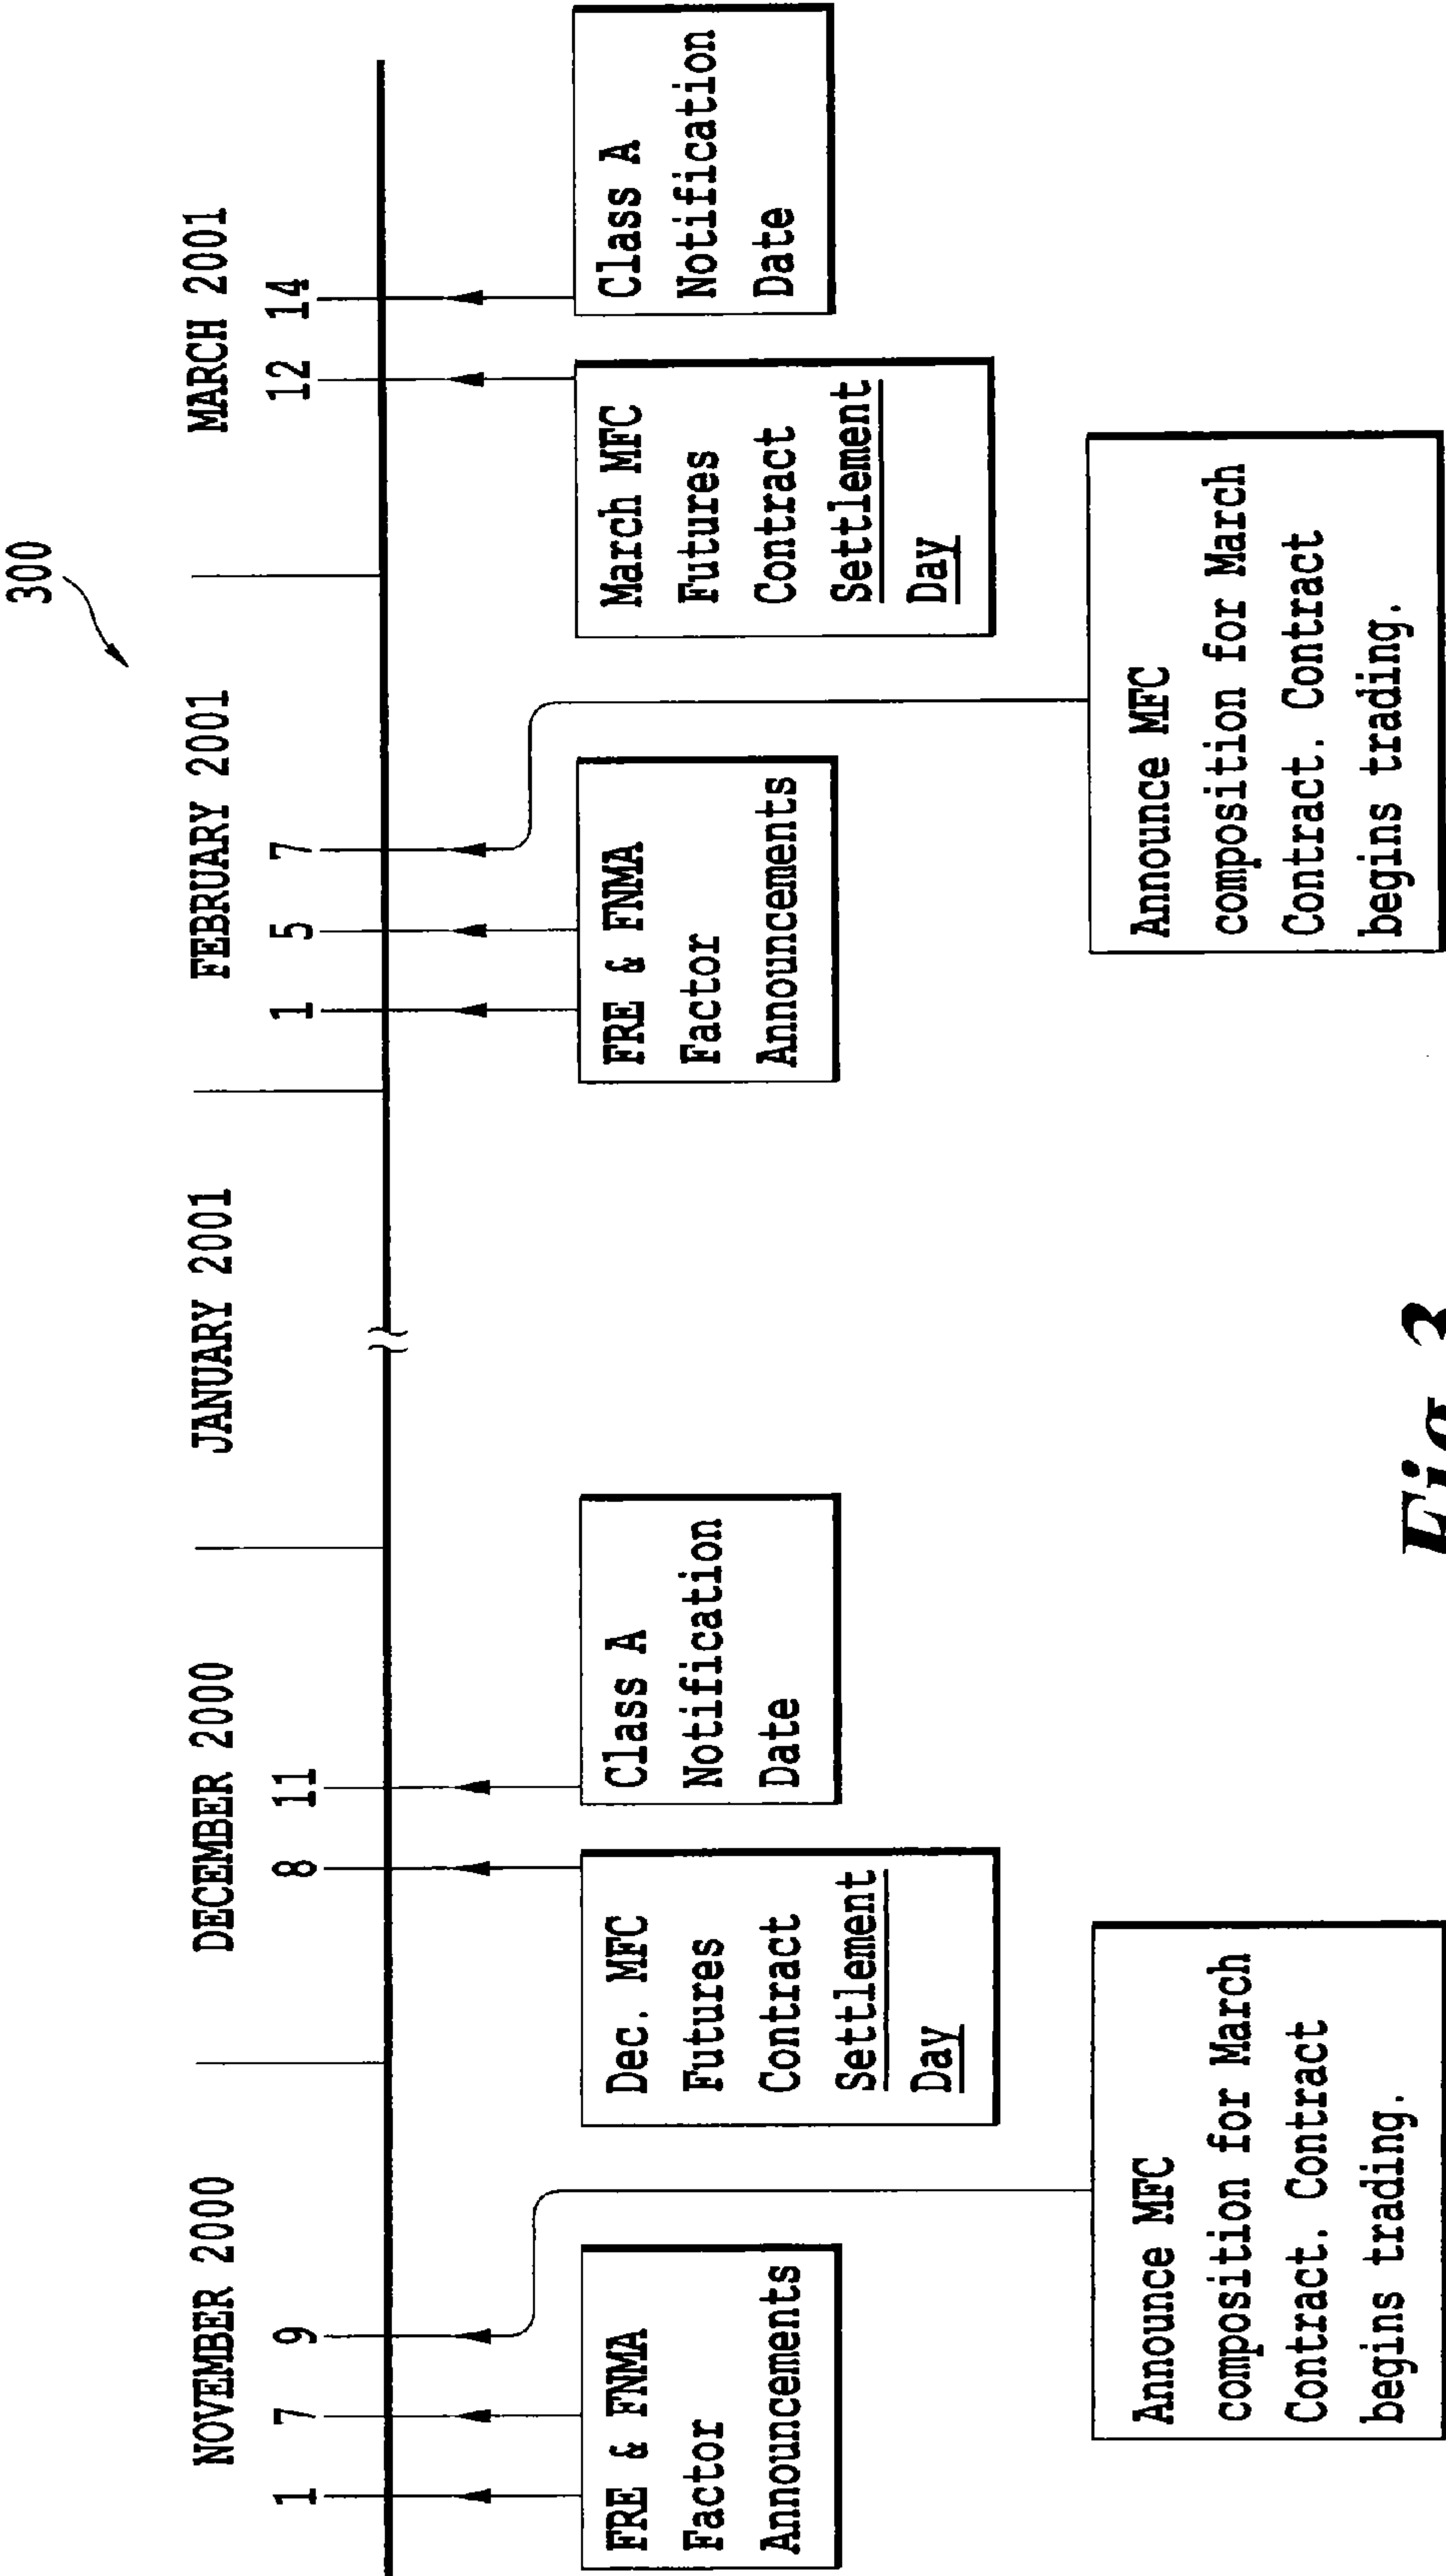 300
NOVEMBER 2000
DECEMBER 2000
JANUARY 2001
FEBRUARY 2001
MARCH 2001
1 7 9
8 11
1 5 7
12 14
FRE & FNMA
Factor
Announcements
Dec. MFC
Futures
Contract
Settlement
Day
Class A
Notification
Date
FRE & FNMA
Factor
Announcements
March MFC
Futures
Contract
Settlement
Day
Class A
Notification
Date
Announce MFC
composition for March
Contract. Contract
begins trading.
Announce MFC
composition for March
Contract. Contract
begins trading.
Fig. 3